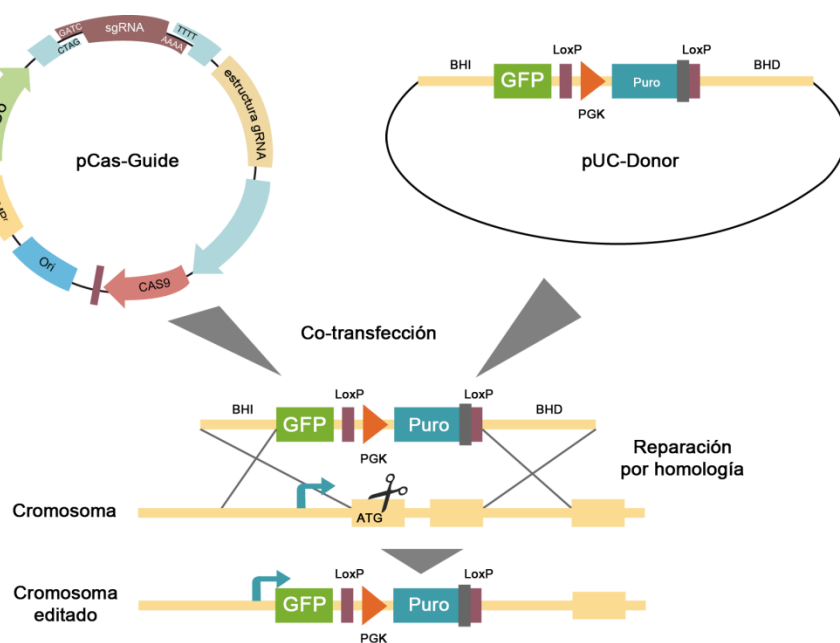 GATC
sgRNA
TTTT
CTAG
AAAA
estructura gRNA
pCas-Guide
Ori
CAS9
LoxP
LoxP
BHI
GFP
Puro
BHD
PGK
pUC-Donor
Co-transfección
LoxP
LoxP
BHI
GFP
Puro
BHD
PGK
Reparación
por homología
Cromosoma
ATG
LoxP
LoxP
Cromosoma
editado
GFP
Puro
PGK